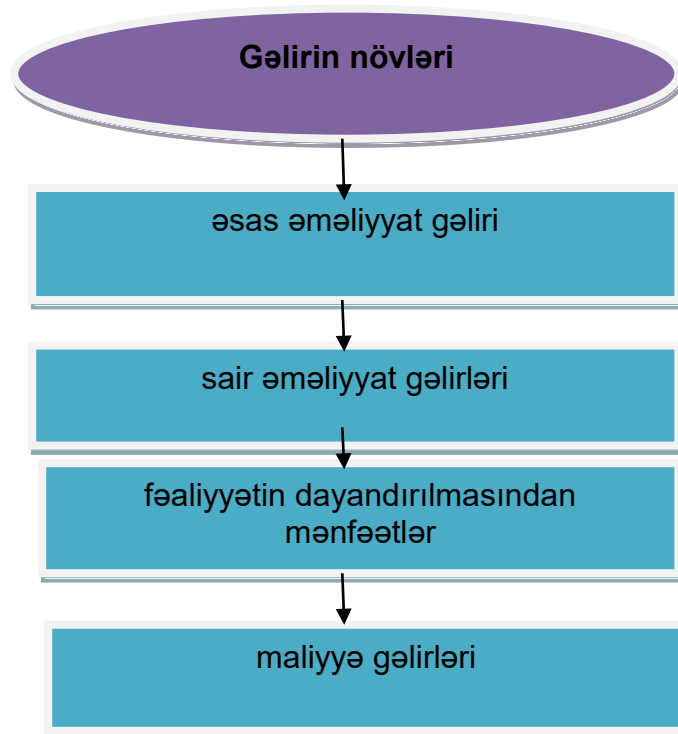 Gəlirin növləri
əsas əməliyyat gəliri
sair əməliyyat gəlirləri
fəaliyyətin dayandırılmasından
mənfəətlər
maliyyə gəlirləri